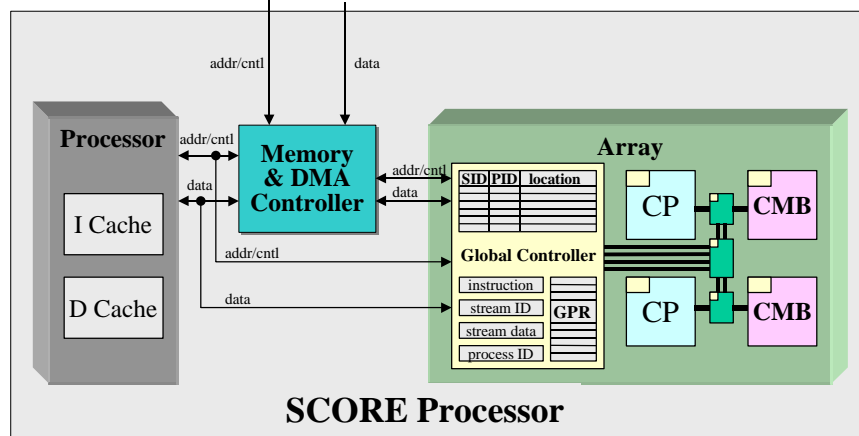 addr/cntl
data
Processor
addr/cntl
data
I Cache
D Cache
Memory
& DMA
Controller
addr/cntl
data
addr/cntl
data
Array
SID PID location
Global Controller
instruction
stream ID
stream data
process ID
GPR
CP
CMB
CP
CMB
SCORE Processor